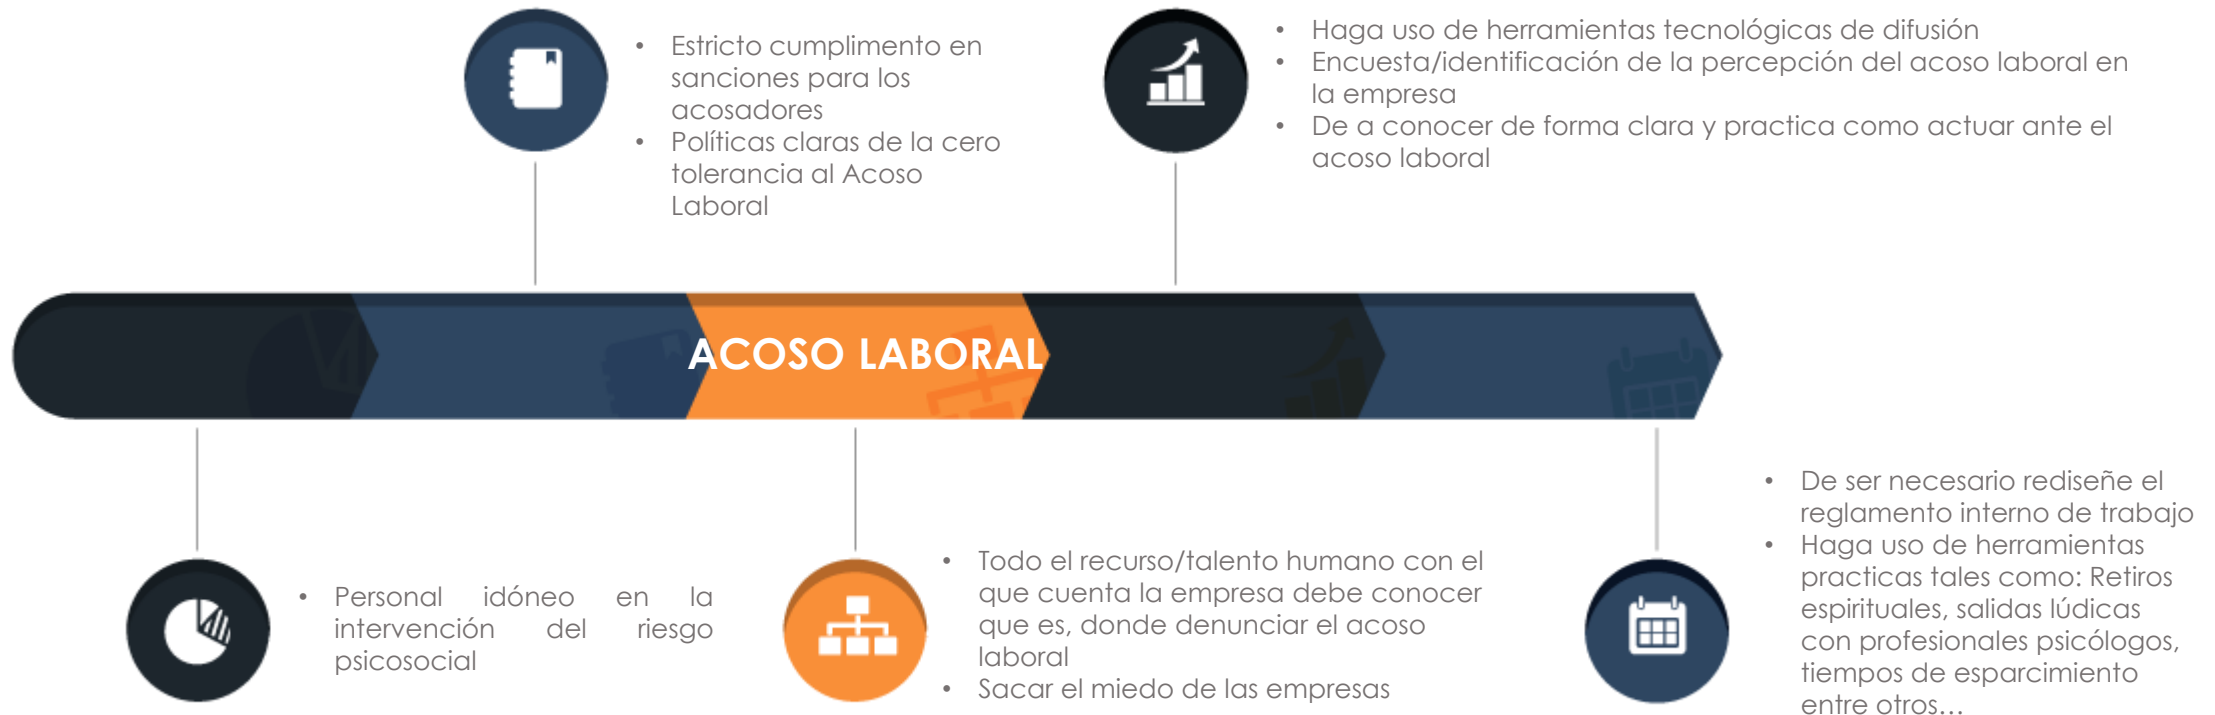 • Estricto cumplimento en
sanciones para los
acosadores
• Políticas claras de la cero
tolerancia al Acoso
Laboral
• Haga uso de herramientas tecnológicas de difusión
• Encuesta/identificación de la percepción del acoso laboral en
la empresa
• De a conocer de forma clara y practica como actuar ante el
acoso laboral
ACOSO LABORAL
• Personal idóneo en la
intervención del riesgo
psicosocial
• Todo el recurso/talento humano con el
que cuenta la empresa debe conocer
que es, donde denunciar el acoso
laboral
• Sacar el miedo de las empresas
• De ser necesario rediseñe el
reglamento interno de trabajo
• Haga uso de herramientas
practicas tales como: Retiros
espirituales, salidas lúdicas
con profesionales psicólogos,
tiempos de esparcimiento
entre otros…